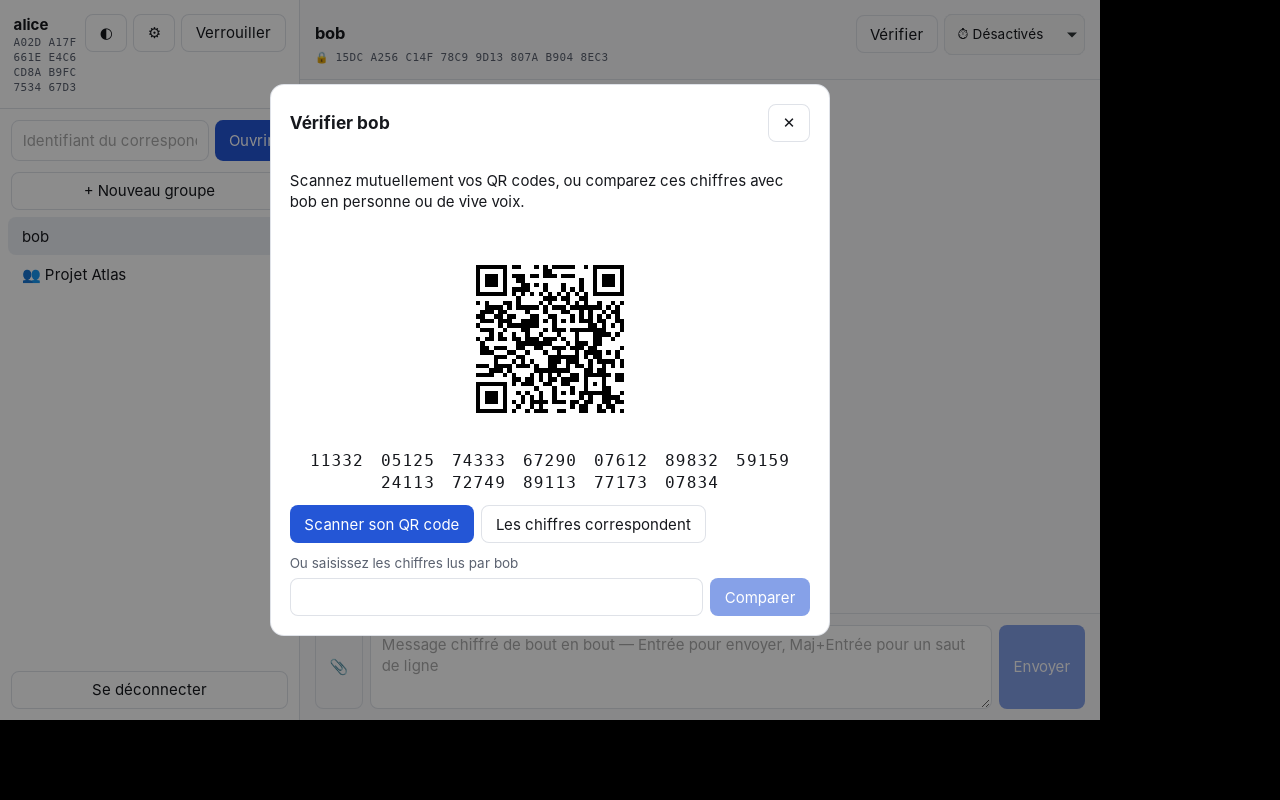 alice
A02D A17F
661E E4C6
CD8A B9FC
7534 67D3
Verrouiller
bob
🔒 15DC A256 C14F 78C9 9D13 807A B904 8EC3
Vérifier
⏱ Désactivés
Identifiant du correspon
Ouvrir
+ Nouveau groupe
bob
👥 Projet Atlas
Vérifier bob
✕
Scannez mutuellement vos QR codes, ou comparez ces chiffres avec
bob en personne ou de vive voix.
11332 05125 74333 67290 07612 89832 59159
24113 72749 89113 77173 07834
Scanner son QR code
Les chiffres correspondent
Ou saisissez les chiffres lus par bob
Comparer
Message chiffré de bout en bout — Entrée pour envoyer, Maj+Entrée pour un saut
de ligne
Envoyer
Se déconnecter